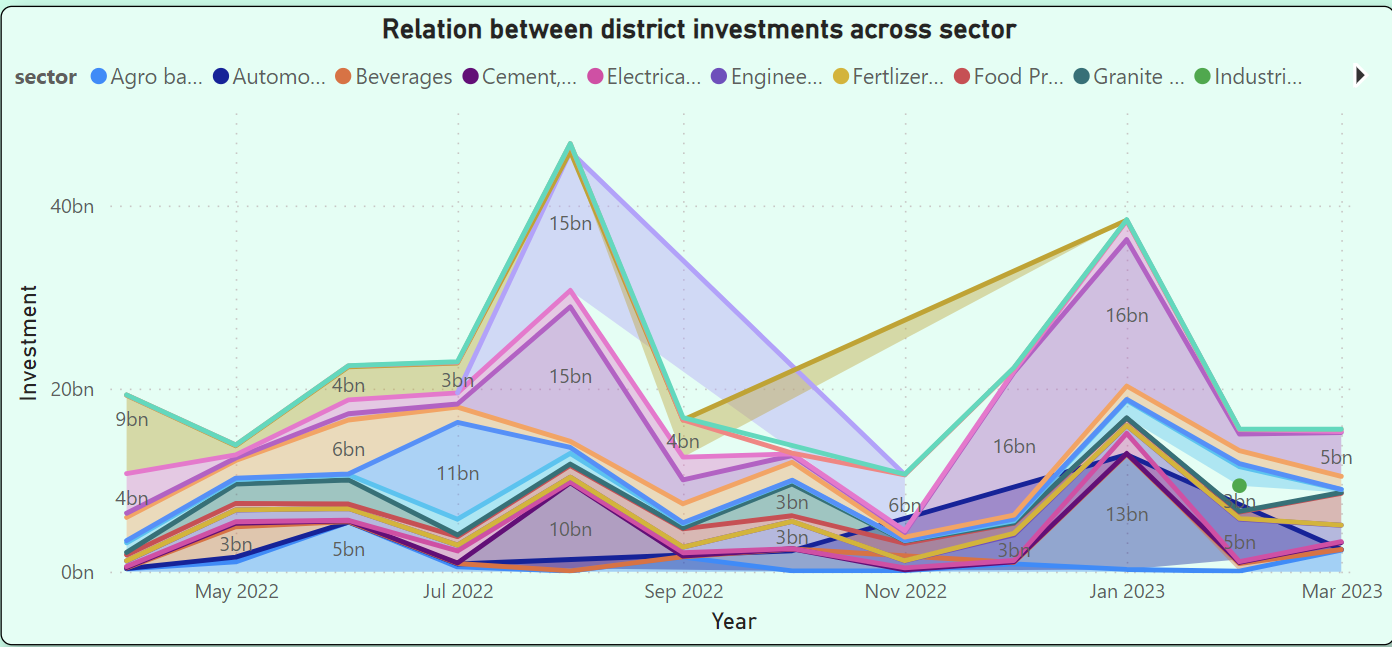 Relation between district investments across sector
sector Agro ba... Automo... Beverages Cement,... Electrica... Enginee... Fertlizer... Food Pr... Granite ... Industri...
40bn
20bn
0bn
Investment
9bn
4bn
3bn
4bn
6bn
5bn
3bn
11bn
15bn
15bn
10bn
4bn
3bn
3bn
6bn
16bn
3bn
16bn
13bn
3bn
5bn
5bn
May 2022 Jul 2022 Sep 2022 Nov 2022 Jan 2023 Mar 2023
Year